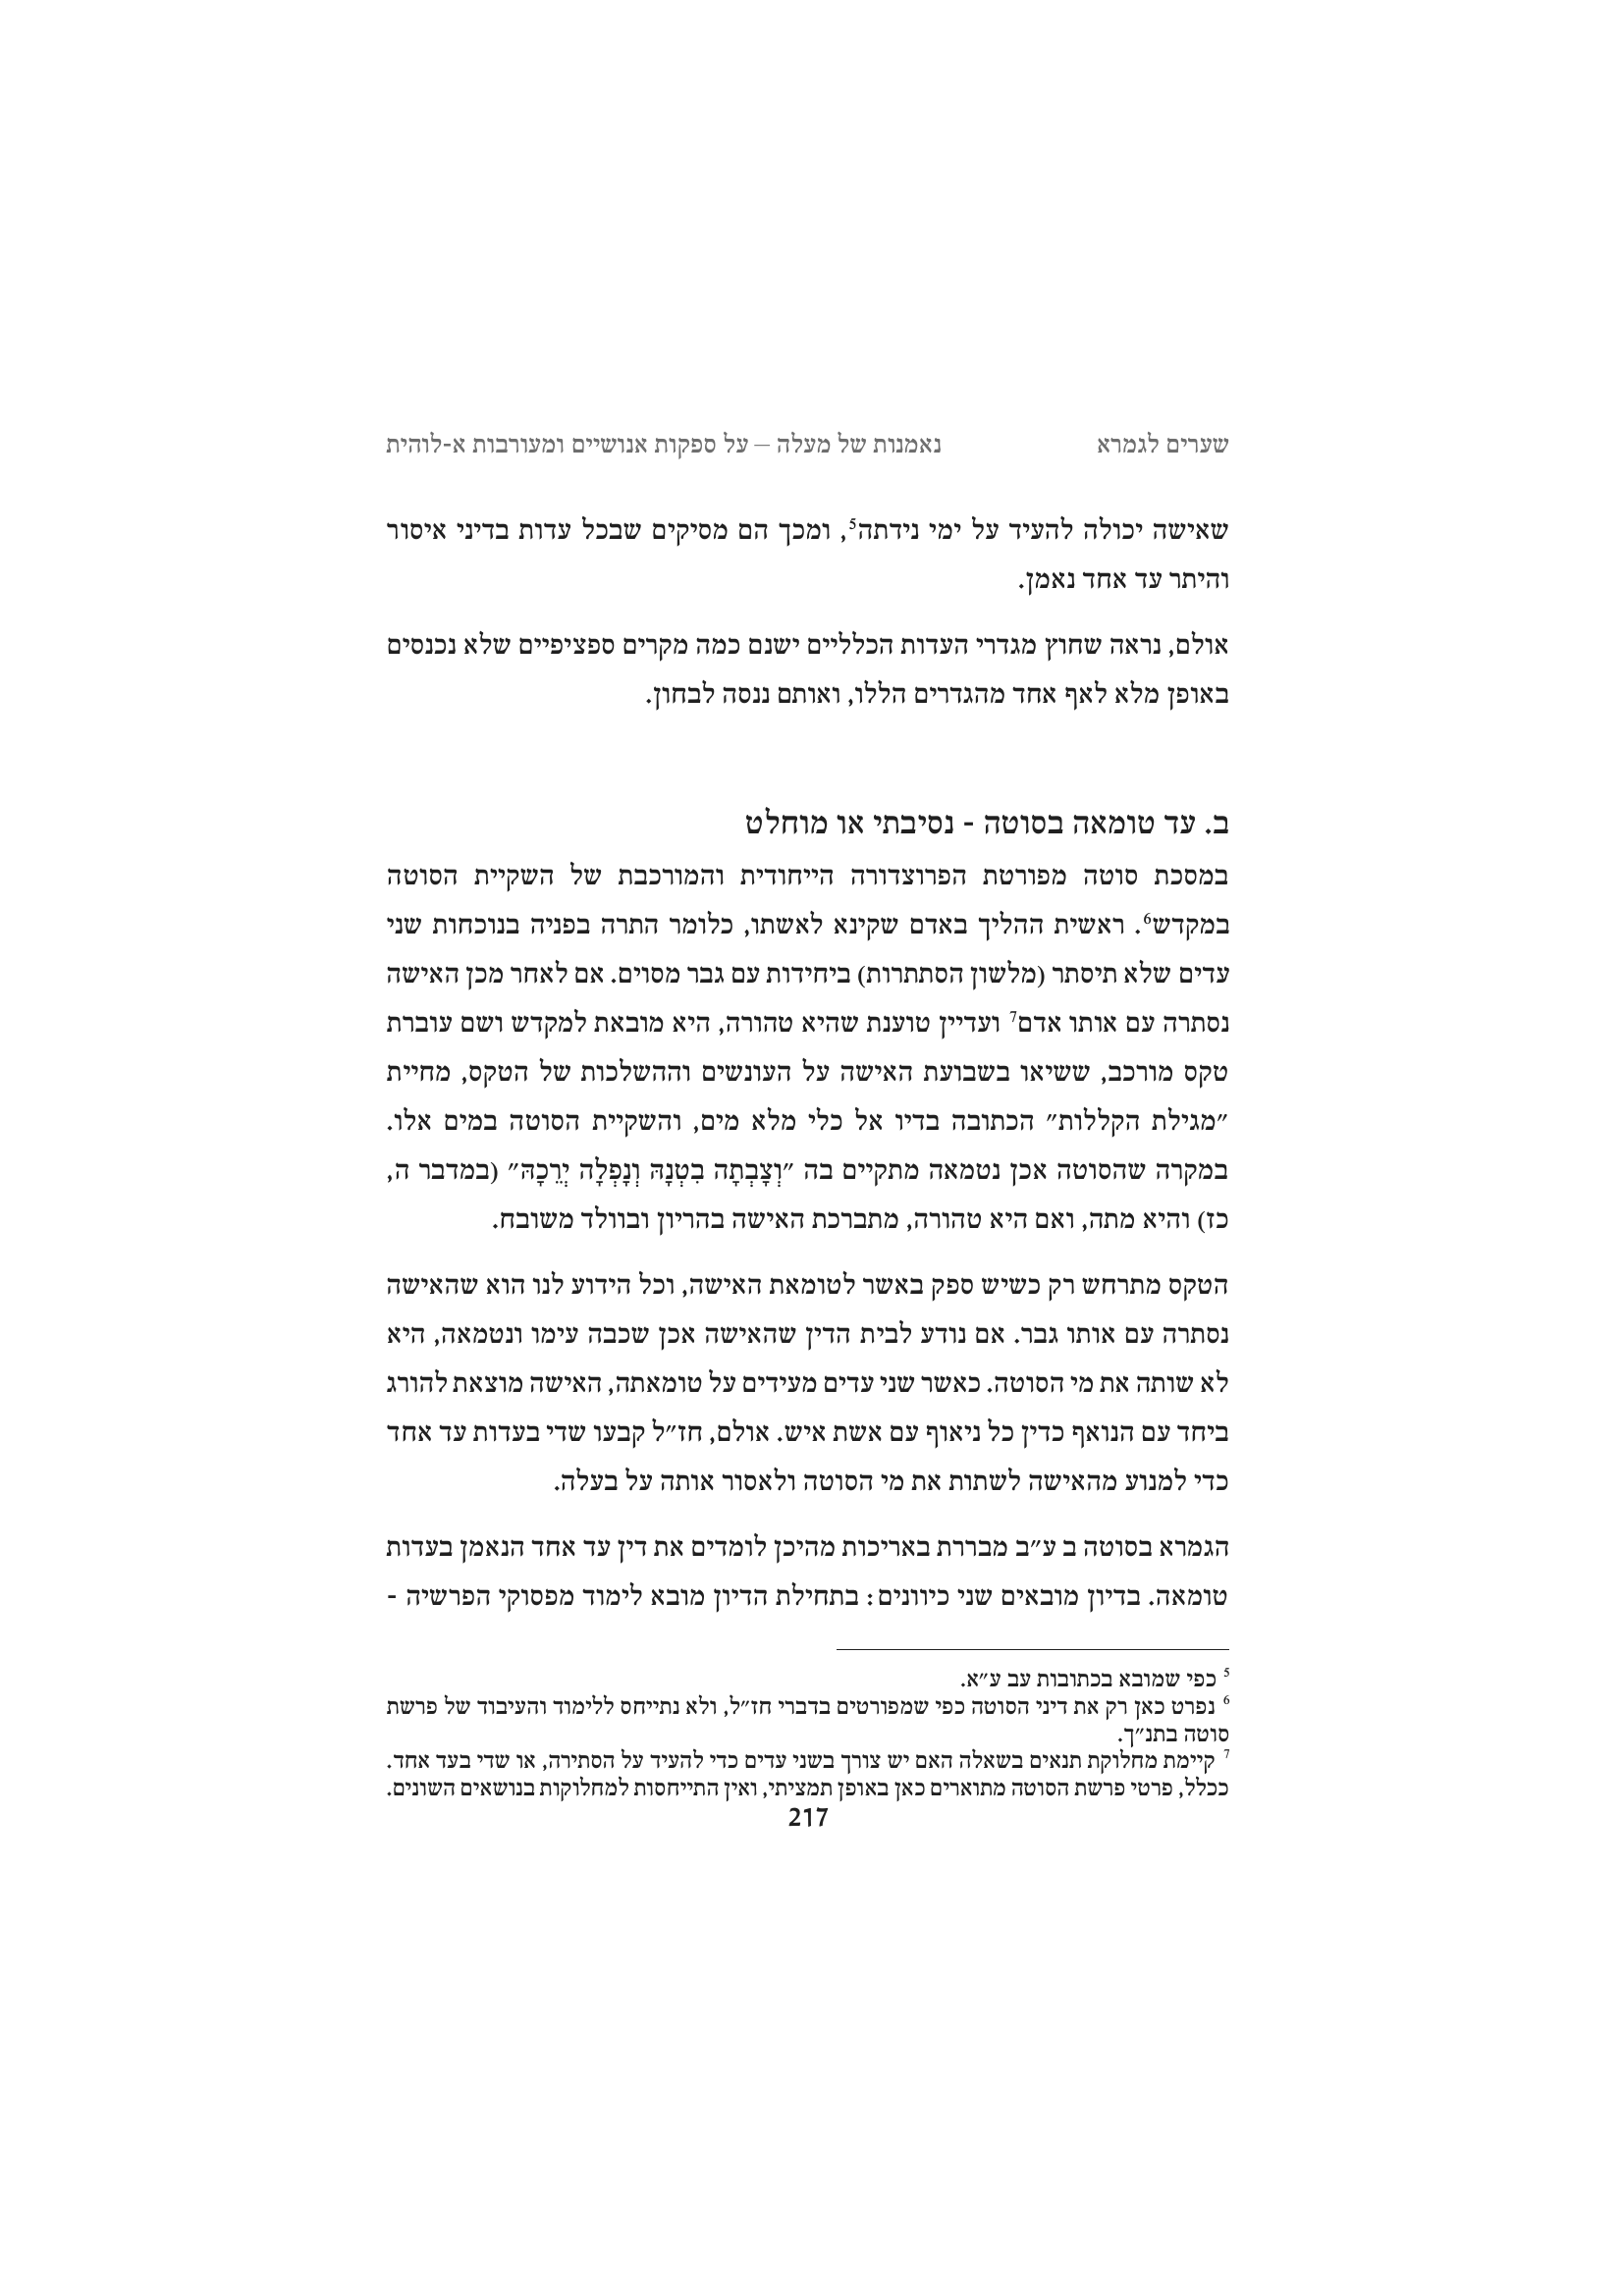 שערים לגמרא נאמנות של מעלה – על ספקות אנושיים ומעורבות א-לוהית
שאישה יכולה להעיד על ימי נידתה⁵, ומכך הם מסיקים שבכל עדות בדיני איסור
והיתר עד אחד נאמן.
אולם, נראה שחוץ מגדרי העדות הכלליים ישנם כמה מקרים ספציפיים שלא נכנסים
באופן מלא לאף אחד מהגדרים הללו, ואותם ננסה לבחון.
ב. עד טומאה בסוטה - נסיבתי או מוחלט
במסכת סוטה מפורטת הפרוצדורה הייחודית והמורכבת של השקיית הסוטה
במקדש⁶. ראשית ההליך באדם שקינא לאשתו, כלומר התרה בפניה בנוכחות שני
עדים שלא תיסתר (מלשון הסתתרות) ביחידות עם גבר מסוים. אם לאחר מכן האישה
נסתרה עם אותו אדם⁷ ועדיין טוענת שהיא טהורה, היא מובאת למקדש ושם עוברת
טקס מורכב, ששיאו בשבועת האישה על העונשים וההשלכות של הטקס, מחיית
"מגילת הקללות" הכתובה בדיו אל כלי מלא מים, והשקיית הסוטה במים אלו.
במקרה שהסוטה אכן נטמאה מתקיים בה "וְצָבְתָה בִטְנָהּ וְנָפְלָה יְרֵכָהּ" (במדבר ה,
כז) והיא מתה, ואם היא טהורה, מתברכת האישה בהריון ובוולד משובח.
הטקס מתרחש רק כשיש ספק באשר לטומאת האישה, וכל הידוע לנו הוא שהאישה
נסתרה עם אותו גבר. אם נודע לבית הדין שהאישה אכן שכבה עימו ונטמאה, היא
לא שותה את מי הסוטה. כאשר שני עדים מעידים על טומאתה, האישה מוצאת להורג
ביחד עם הנואף כדין כל ניאוף עם אשת איש. אולם, חז"ל קבעו שדי בעדות עד אחד
כדי למנוע מהאישה לשתות את מי הסוטה ולאסור אותה על בעלה.
הגמרא בסוטה ב ע"ב מבררת באריכות מהיכן לומדים את דין עד אחד הנאמן בעדות
טומאה. בדיון מובאים שני כיוונים: בתחילת הדיון מובא לימוד מפסוקי הפרשיה -
⁵ כפי שמובא בכתובות עב ע"א.
⁶ נפרט כאן רק את דיני הסוטה כפי שמפורטים בדברי חז"ל, ולא נתייחס ללימוד והעיבוד של פרשת
סוטה בתנ"ך.
⁷ קיימת מחלוקת תנאים בשאלה האם יש צורך בשני עדים כדי להעיד על הסתירה, או שדי בעד אחד.
ככלל, פרטי פרשת הסוטה מתוארים כאן באופן תמציתי, ואין התייחסות למחלוקות בנושאים השונים.
217